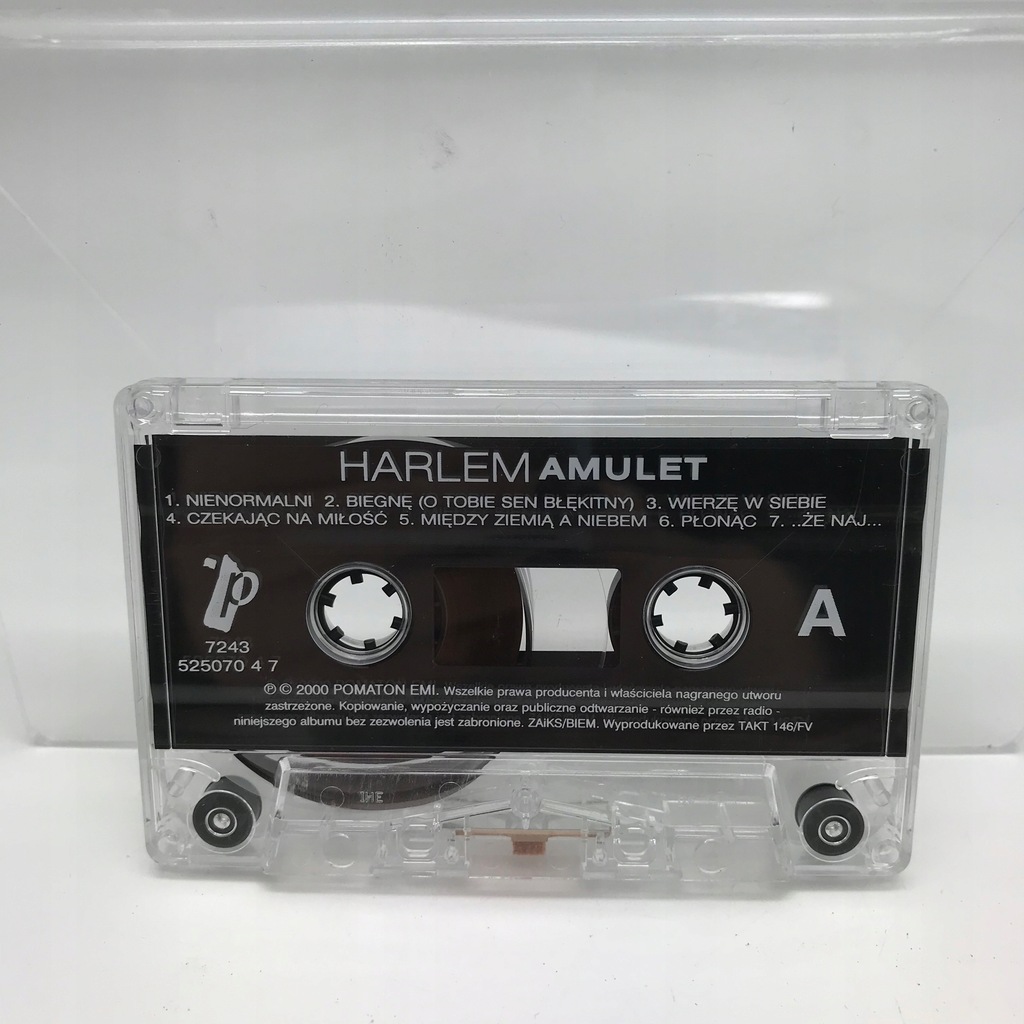 HARLEM AMULET
1. NIENORMALNI 2. BIEGNĘ (O TOBIE SEN BŁĘKITNY) 3. WIERZĘ W SIEBIE
4. CZEKAJĄC NA MIŁOŚĆ 5. MIĘDZY ZIEMIĄ A NIEBEM 6. PŁONĄC 7. ..ŻE NAJ...
p
A
7243
525070 4 7
℗ © 2000 POMATON EMI. Wszelkie prawa producenta i właściciela nagranego utworu
zastrzeżone. Kopiowanie, wypożyczanie oraz publiczne odtwarzanie - również przez radio -
niniejszego albumu bez zezwolenia jest zabronione. ZAiKS/BIEM. Wyprodukowane przez TAKT 146/FV